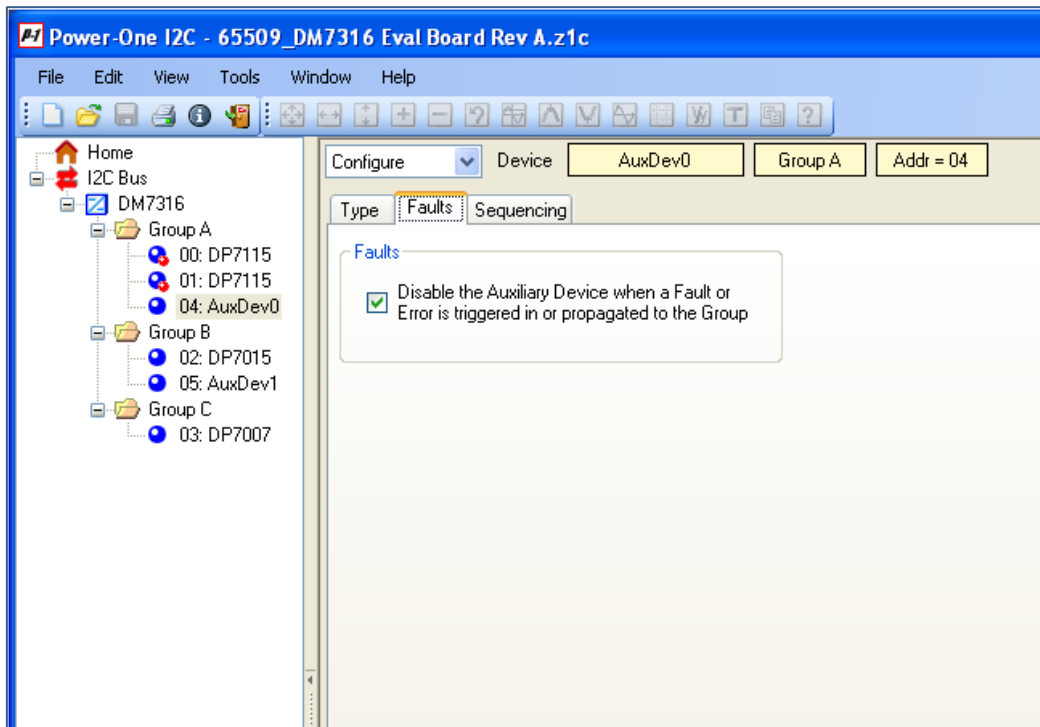 P-1 Power-One I2C - 65509_DM7316 Eval Board Rev A.z1c
File Edit View Tools Window Help
Home
I2C Bus
DM7316
Group A
00: DP7115
01: DP7115
04: AuxDev0
Group B
02: DP7015
05: AuxDev1
Group C
03: DP7007
Configure Device AuxDev0 Group A Addr = 04
Type Faults Sequencing
Faults
Disable the Auxiliary Device when a Fault or
Error is triggered in or propagated to the Group